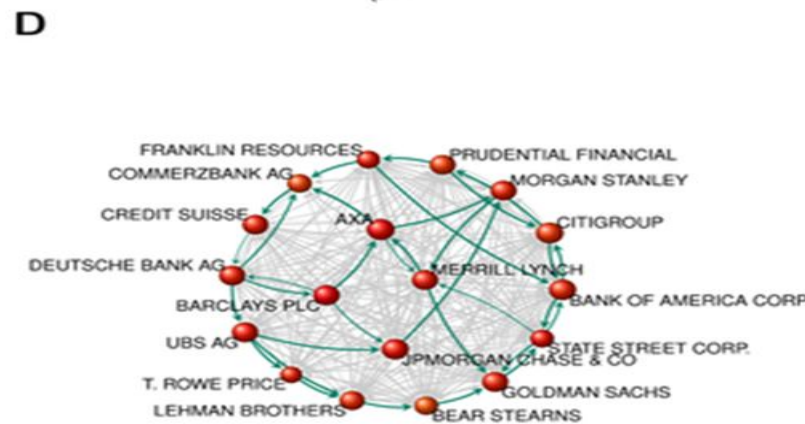 D
FRANKLIN RESOURCES
PRUDENTIAL FINANCIAL
COMMERZBANK AG
MORGAN STANLEY
CREDIT SUISSE
AXA
CITIGROUP
DEUTSCHE BANK AG
MERRILL LYNCH
BARCLAYS PLC
BANK OF AMERICA CORP
UBS AG
STATE STREET CORP.
JPMORGAN CHASE & CO
T. ROWE PRICE
GOLDMAN SACHS
LEHMAN BROTHERS
BEAR STEARNS